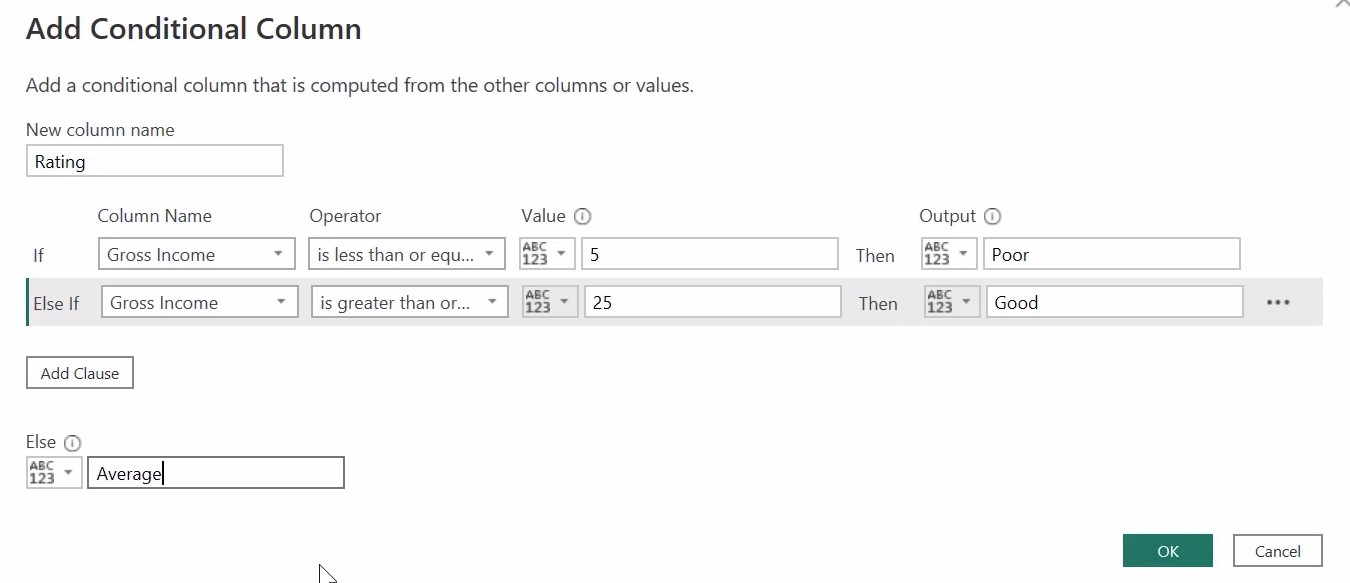 Add Conditional Column
Add a conditional column that is computed from the other columns or values.
New column name
Rating
Column Name Operator Value Output
If Gross Income is less than or equ... ABC 123 5 Then ABC 123 Poor
Else If Gross Income is greater than or... ABC 123 25 Then ABC 123 Good
Add Clause
Else
ABC 123 Average
OK Cancel